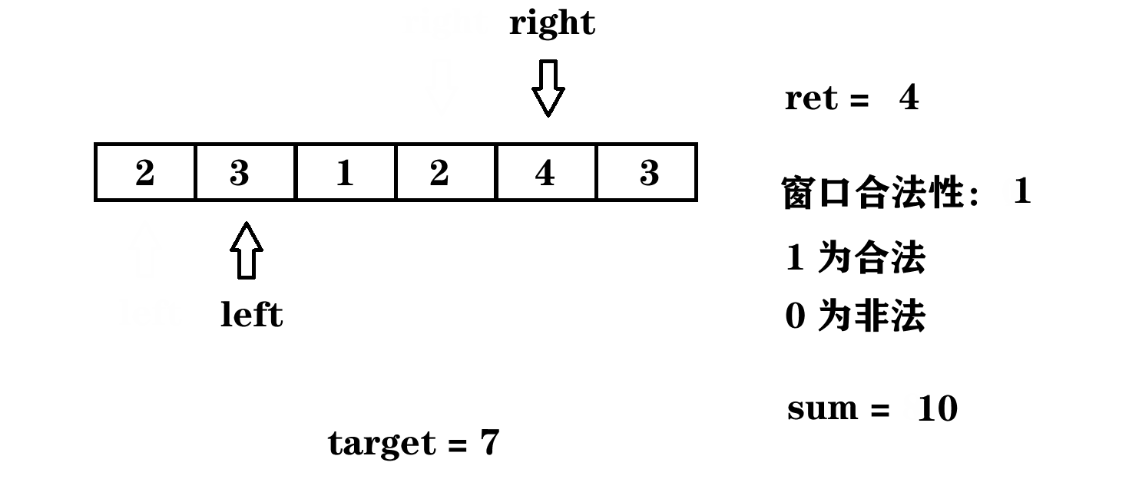 right
ret = 4
2 3 1 2 4 3
窗口合法性： 1
1 为合法
left
0 为非法
sum = 10
target = 7